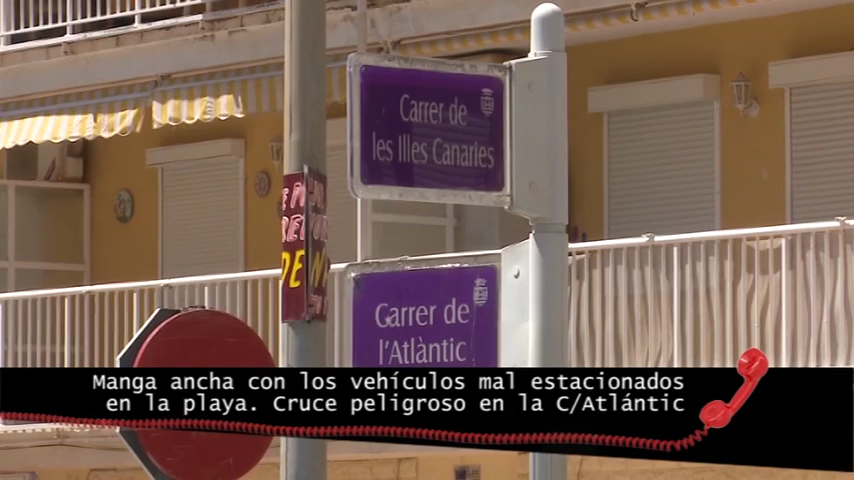 Carrer de
les Illes Canaries
Carrer de
l'Atlàntic
Manga ancha con los vehículos mal estacionados
en la playa. Cruce peligroso en la C/Atlántic